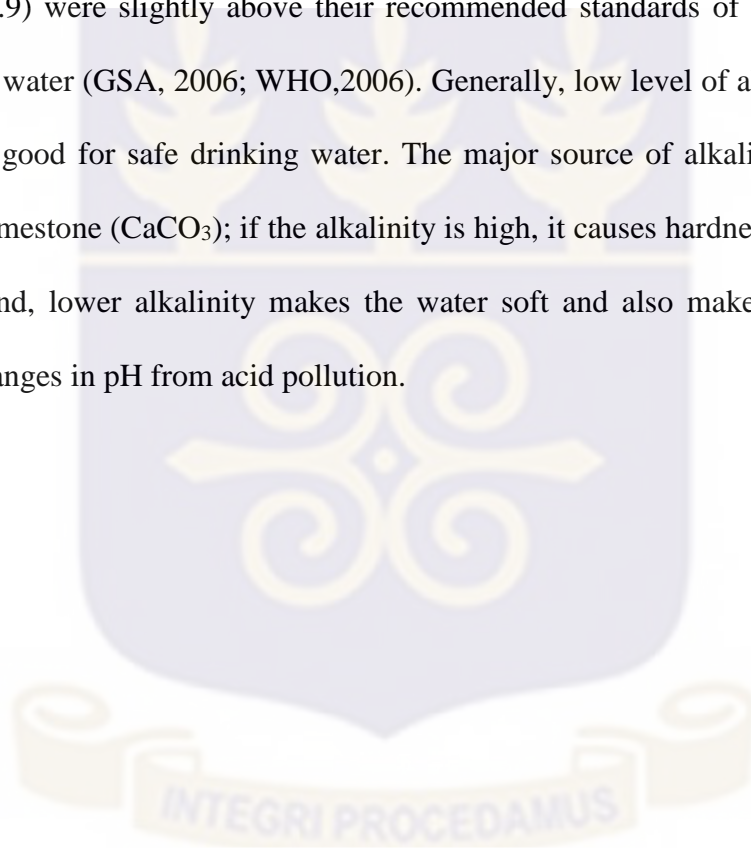 .9) were slightly above their recommended standards of
water (GSA, 2006; WHO,2006). Generally, low level of a
good for safe drinking water. The major source of alkali
mestone (CaCO₃); if the alkalinity is high, it causes hardne
nd, lower alkalinity makes the water soft and also make
anges in pH from acid pollution.
INTEGRI PROCEDAMUS